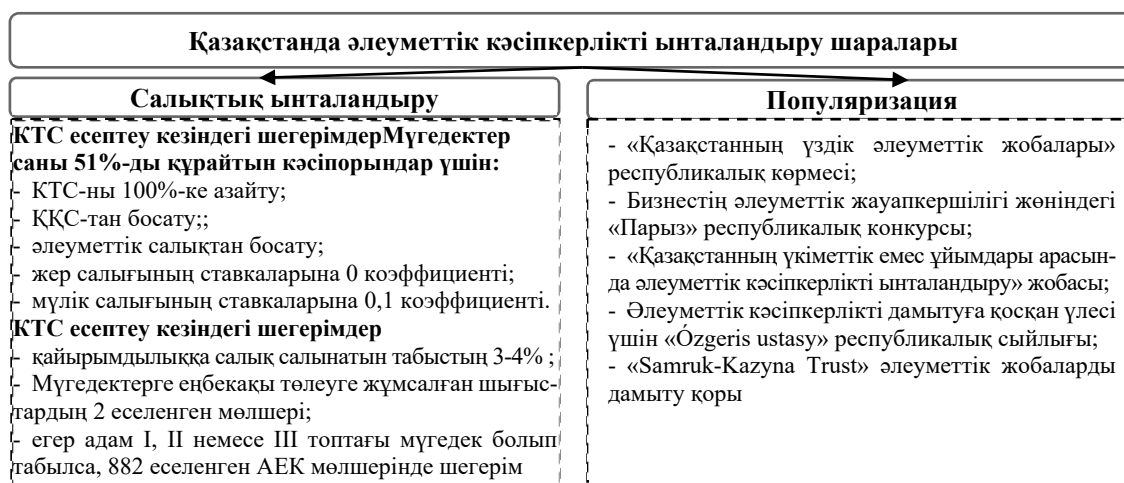 Қазақстанда әлеуметтік кәсіпкерлікті ынталандыру шаралары
Салықтық ынталандыру
КТС есептеу кезіндегі шегерімдерМүгедектер
саны 51%-ды құрайтын кәсіпорындар үшін:
- КТС-ны 100%-ке азайту;
- ҚҚС-тан босату;;
- әлеуметтік салықтан босату;
- жер салығының ставкаларына 0 коэффициенті;
- мүлік салығының ставкаларына 0,1 коэффициенті.
КТС есептеу кезіндегі шегерімдер
- қайырымдылыққа салық салынатын табыстың 3-4% ;
- Мүгедектерге еңбекақы төлеуге жұмсалған шығыс-
тардың 2 еселенген мөлшері;
- егер адам I, II немесе III топтағы мүгедек болып
табылса, 882 еселенген АЕК мөлшерінде шегерім
Популяризация
- «Қазақстанның үздік әлеуметтік жобалары»
республикалық көрмесі;
- Бизнестің әлеуметтік жауапкершілігі жөніндегі
«Парыз» республикалық конкурсы;
- «Қазақстанның үкіметтік емес ұйымдары арасын-
да әлеуметтік кәсіпкерлікті ынталандыру» жобасы;
- Әлеуметтік кәсіпкерлікті дамытуға қосқан үлесі
үшін «Ózgeris ustasy» республикалық сыйлығы;
- «Samruk-Kazyna Trust» әлеуметтік жобаларды
дамыту қоры